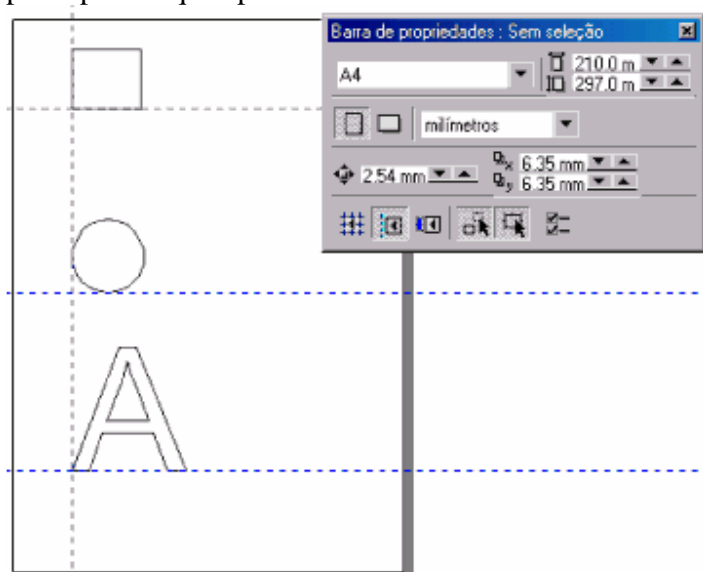 Barra de propriedades : Sem seleção
A4
210.0 m
297.0 m
milímetros
2.54 mm
x 6.35 mm
y 6.35 mm
A